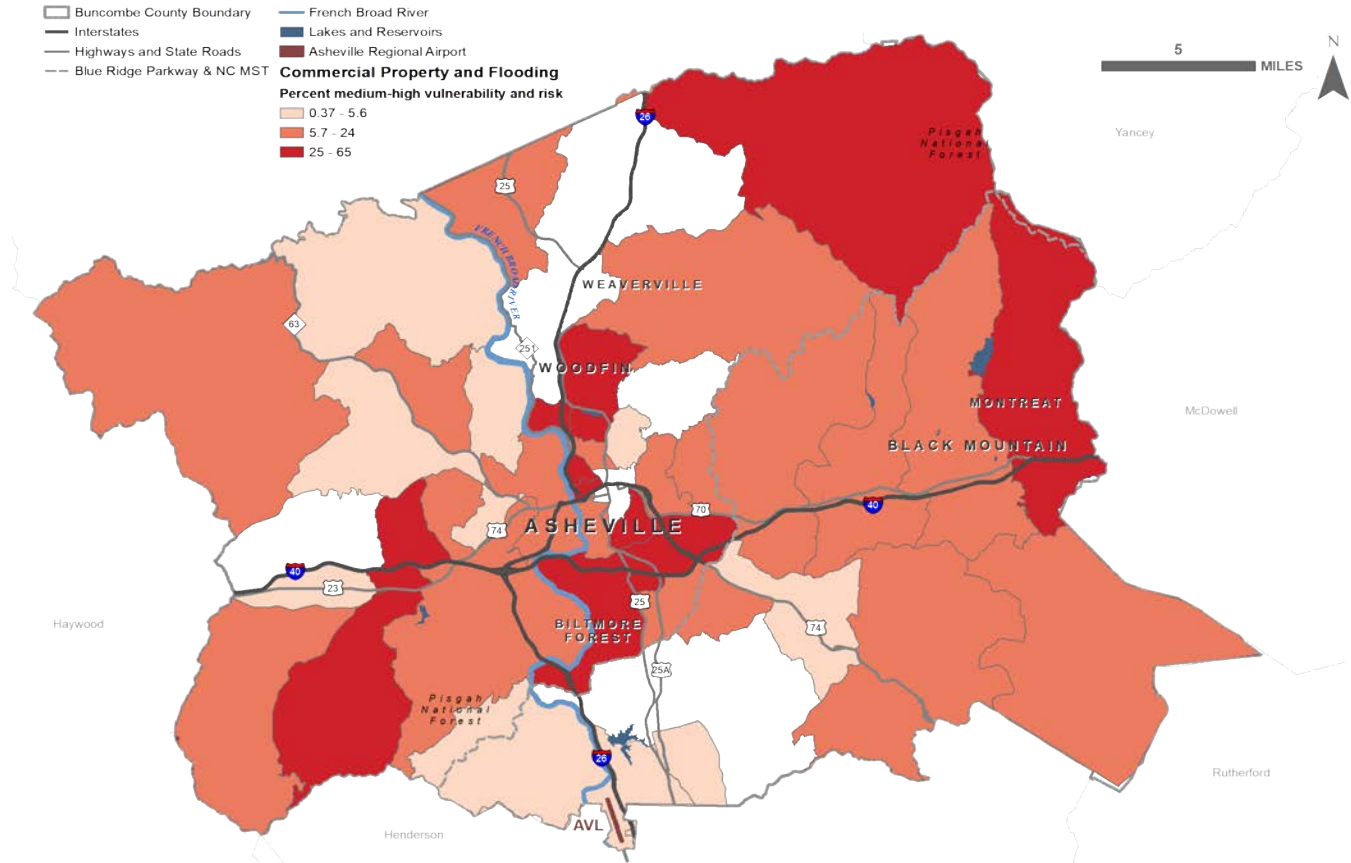 Buncombe County Boundary
Interstates
Highways and State Roads
Blue Ridge Parkway & NC MST
French Broad River
Lakes and Reservoirs
Asheville Regional Airport
Commercial Property and Flooding
Percent medium-high vulnerability and risk
0.37 - 5.6
5.7 - 24
25 - 65
5
MILES
N
26
Pisgah
National
Forest
Yancey
25
FRENCH BROAD RIVER
WEAVERVILLE
63
251
WOODFIN
MONTREAT
McDowell
BLACK MOUNTAIN
40
70
74
ASHEVILLE
40
23
25
BILTMORE
FOREST
74
Haywood
25A
Pisgah
National
Forest
26
Rutherford
AVL
Henderson